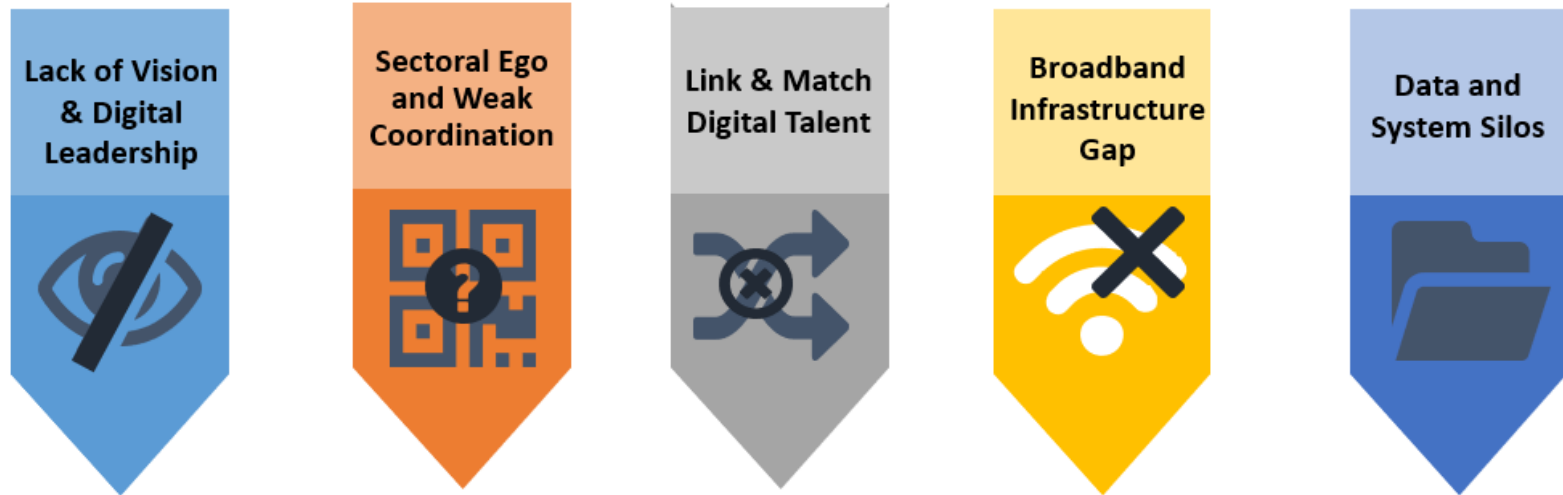 Lack of Vision
& Digital
Leadership
Sectoral Ego
and Weak
Coordination
Link & Match
Digital Talent
Broadband
Infrastructure
Gap
Data and
System Silos
?